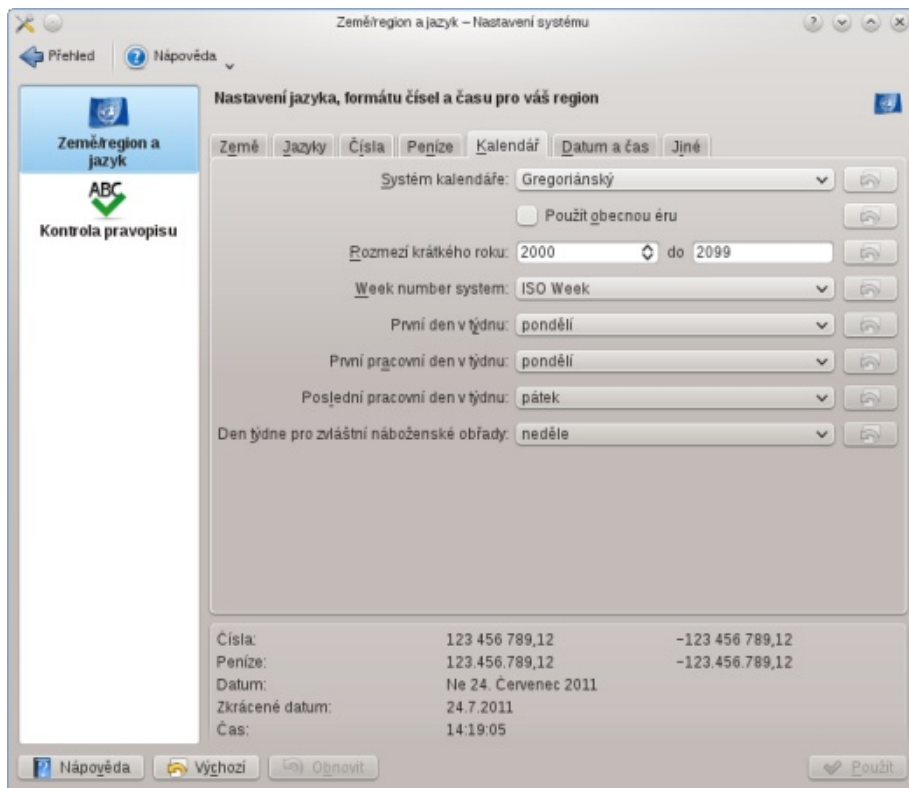 Země/region a jazyk – Nastavení systému
Přehled Nápověda
Nastavení jazyka, formátu čísel a času pro váš region
Země/region a
jazyk
ABC
Kontrola pravopisu
Země Jazyky Čísla Peníze Kalendář Datum a čas Jiné
Systém kalendáře: Gregoriánský
Použít obecnou éru
Rozmezí krátkého roku: 2000 do 2099
Week number system: ISO Week
První den v týdnu: pondělí
První pracovní den v týdnu: pondělí
Poslední pracovní den v týdnu: pátek
Den týdne pro zvláštní náboženské obřady: neděle
Čísla: 123 456 789,12 −123 456 789,12
Peníze: 123.456.789,12 −123.456.789,12
Datum: Ne 24. Červenec 2011
Zkrácené datum: 24.7.2011
Čas: 14:19:05
Nápověda Výchozí Obnovit Použít